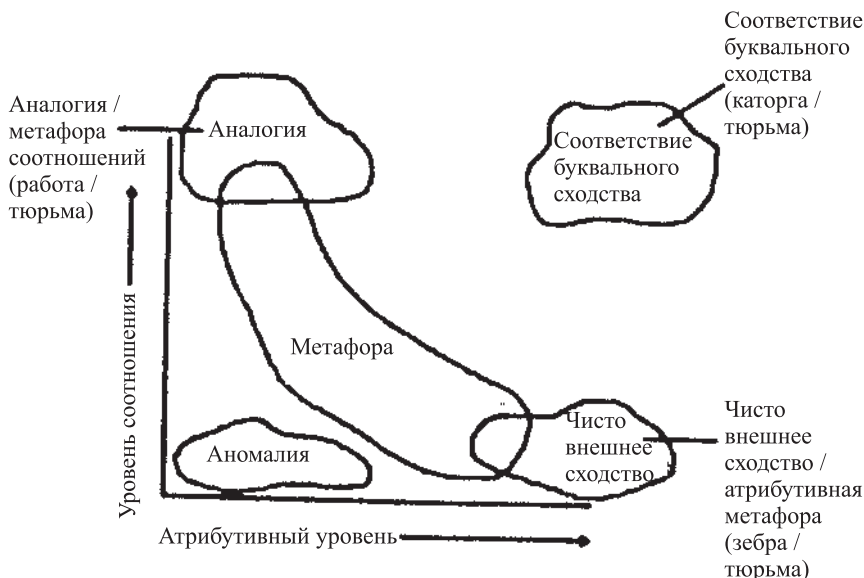 Соответствие
буквального
сходства
(каторга /
тюрьма)
Аналогия /
метафора
соотношений
(работа /
тюрьма)
Аналогия
Соответствие
буквального
сходства
Уровень соотношения
Метафора
Аномалия
Чисто
внешнее
сходство
Чисто
внешнее
сходство /
атрибутивная
метафора
(зебра /
тюрьма)
Атрибутивный уровень